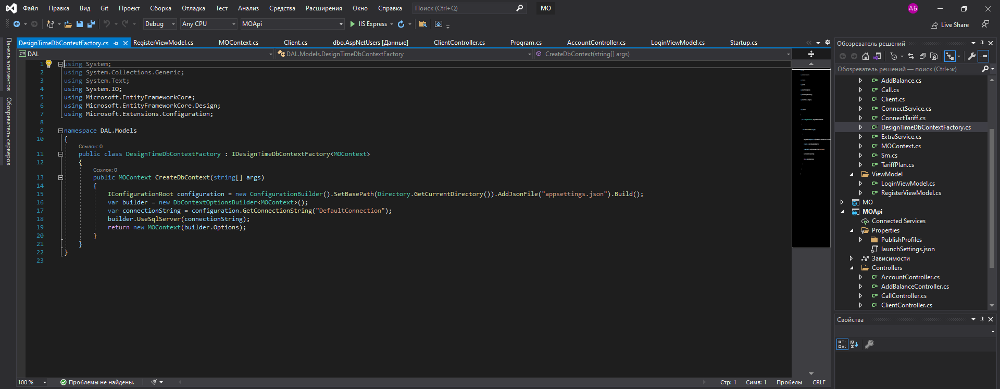 Файл Правка Вид Git Проект Сборка Отладка Тест Анализ Средства Расширения Окно Справка Поиск (Ctrl+Q) MO АБ
Debug Any CPU MOApi IIS Express Live Share
Панель элементов
Обозреватель серверов
DesignTimeDbContextFactory.cs RegisterViewModel.cs MOContext.cs Client.cs dbo.AspNetUsers [Данные] ClientController.cs Program.cs AccountController.cs LoginViewModel.cs Startup.cs
DAL DAL.Models.DesignTimeDbContextFactory CreateDbContext(string[] args)
1 using System;
2 using System.Collections.Generic;
3 using System.Text;
4 using System.IO;
5 using Microsoft.EntityFrameworkCore;
6 using Microsoft.EntityFrameworkCore.Design;
7 using Microsoft.Extensions.Configuration;
8
9 namespace DAL.Models
10 {
Ссылок: 0
11 public class DesignTimeDbContextFactory : IDesignTimeDbContextFactory<MOContext>
12 {
Ссылок: 0
13 public MOContext CreateDbContext(string[] args)
14 {
15 IConfigurationRoot configuration = new ConfigurationBuilder().SetBasePath(Directory.GetCurrentDirectory()).AddJsonFile("appsettings.json").Build();
16 var builder = new DbContextOptionsBuilder<MOContext>();
17 var connectionString = configuration.GetConnectionString("DefaultConnection");
18 builder.UseSqlServer(connectionString);
19 return new MOContext(builder.Options);
20 }
21 }
22 }
23
100 % Проблемы не найдены. Стр: 1 Симв: 1 Пробелы CRLF
Обозреватель решений
Обозреватель решений — поиск (Ctrl+ж)
AddBalance.cs
Call.cs
Client.cs
ConnectService.cs
ConnectTariff.cs
DesignTimeDbContextFactory.cs
ExtraService.cs
MOContext.cs
Sm.cs
TariffPlan.cs
ViewModel
LoginViewModel.cs
RegisterViewModel.cs
MO
MOApi
Connected Services
Properties
PublishProfiles
launchSettings.json
Зависимости
Controllers
AccountController.cs
AddBalanceController.cs
CallController.cs
ClientController.cs
Свойства